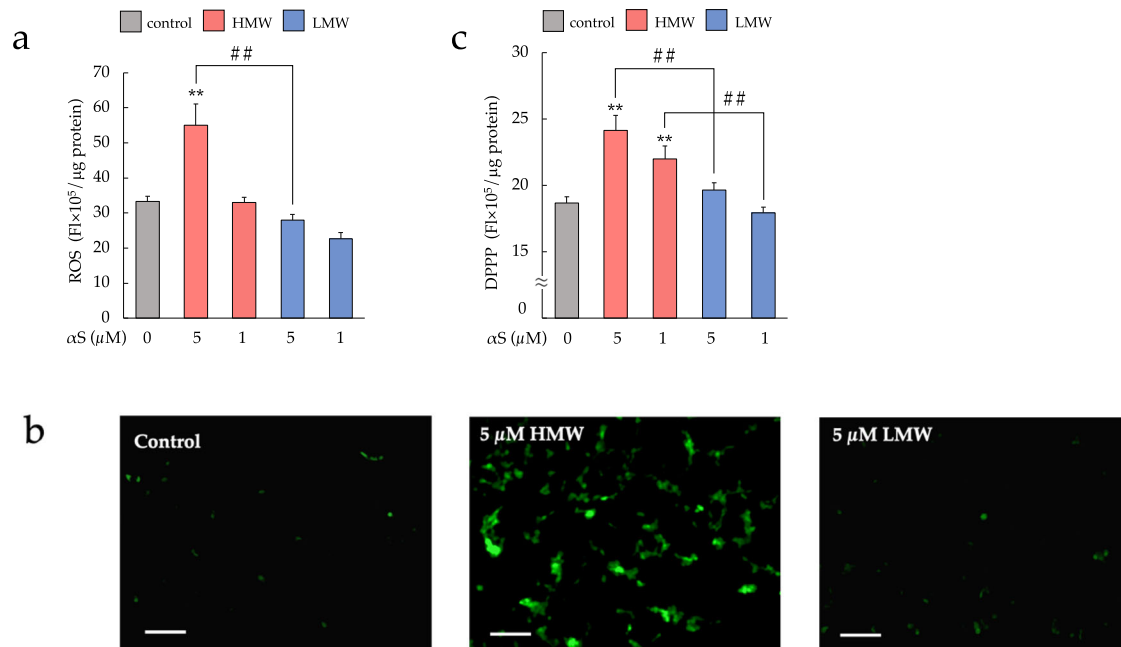 a
control HMW LMW
##
**
70
60
50
40
30
20
10
0
ROS (Fl×10⁵/μg protein)
αS (μM) 0 5 1 5 1
c
control HMW LMW
##
##
**
**
30
25
20
15
0
DPPP (Fl×10⁵/μg protein)
αS (μM) 0 5 1 5 1
b
Control
5 μM HMW
5 μM LMW